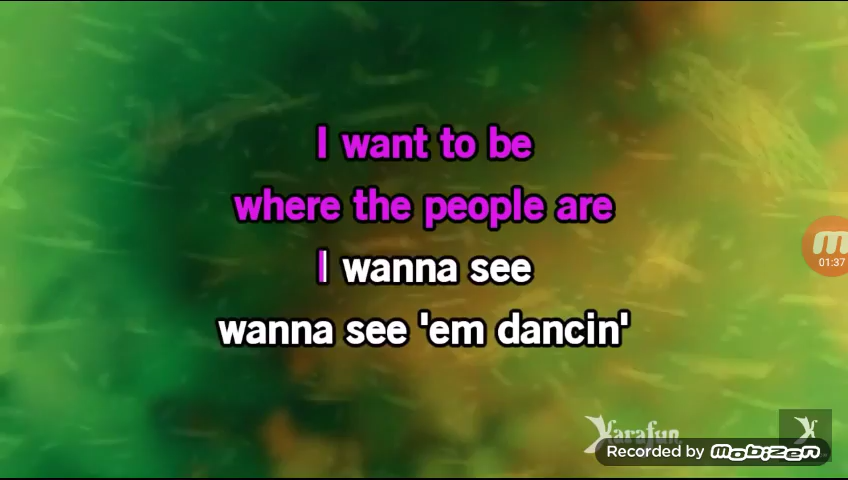 I want to be
where the people are
I wanna see
wanna see 'em dancin'
m
01:37
Karafun
Recorded by mobizen